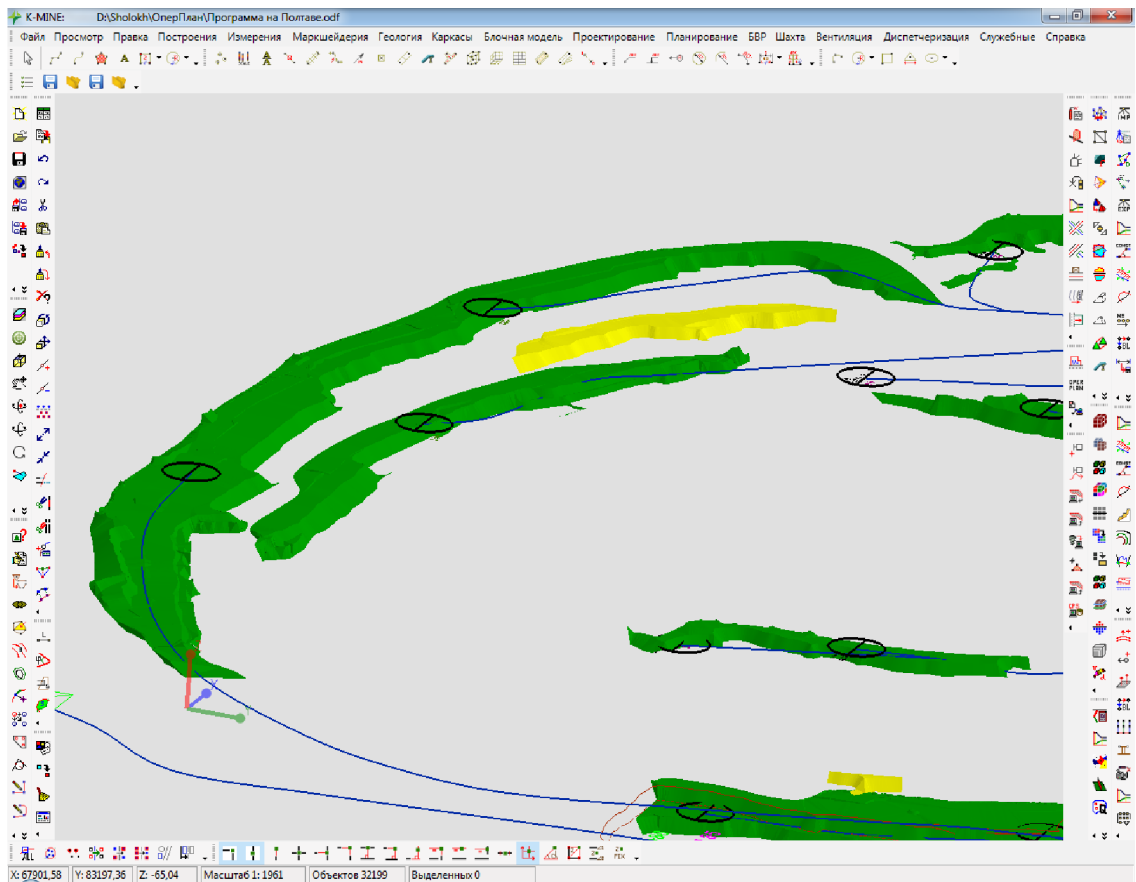 K-MINE: D:\Sholokh\ОперПлан\Программа на Полтаве.odf
Файл Просмотр Правка Построения Измерения Маркшейдерия Геология Каркасы Блочная модель Проектирование Планирование БВР Шахта Вентиляция Диспетчеризация Служебные Справка
X: 67901,58 Y: 83197,36 Z: -65,04 Масштаб 1: 1961 Объектов 32199 Выделенных 0